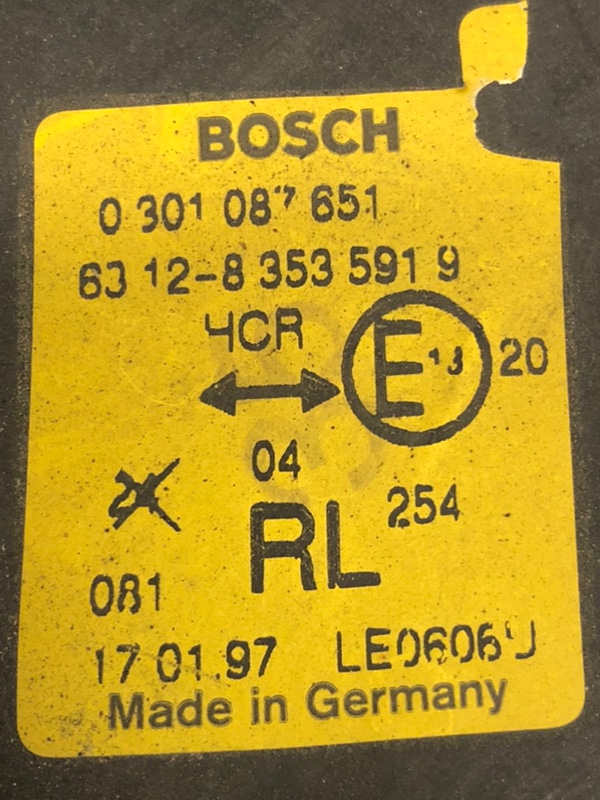 BOSCH
0 301 087 651
63 12-8 353 591 9
HCR
E 13 20
04
254
RL
081
17 01.97
Made in Germany